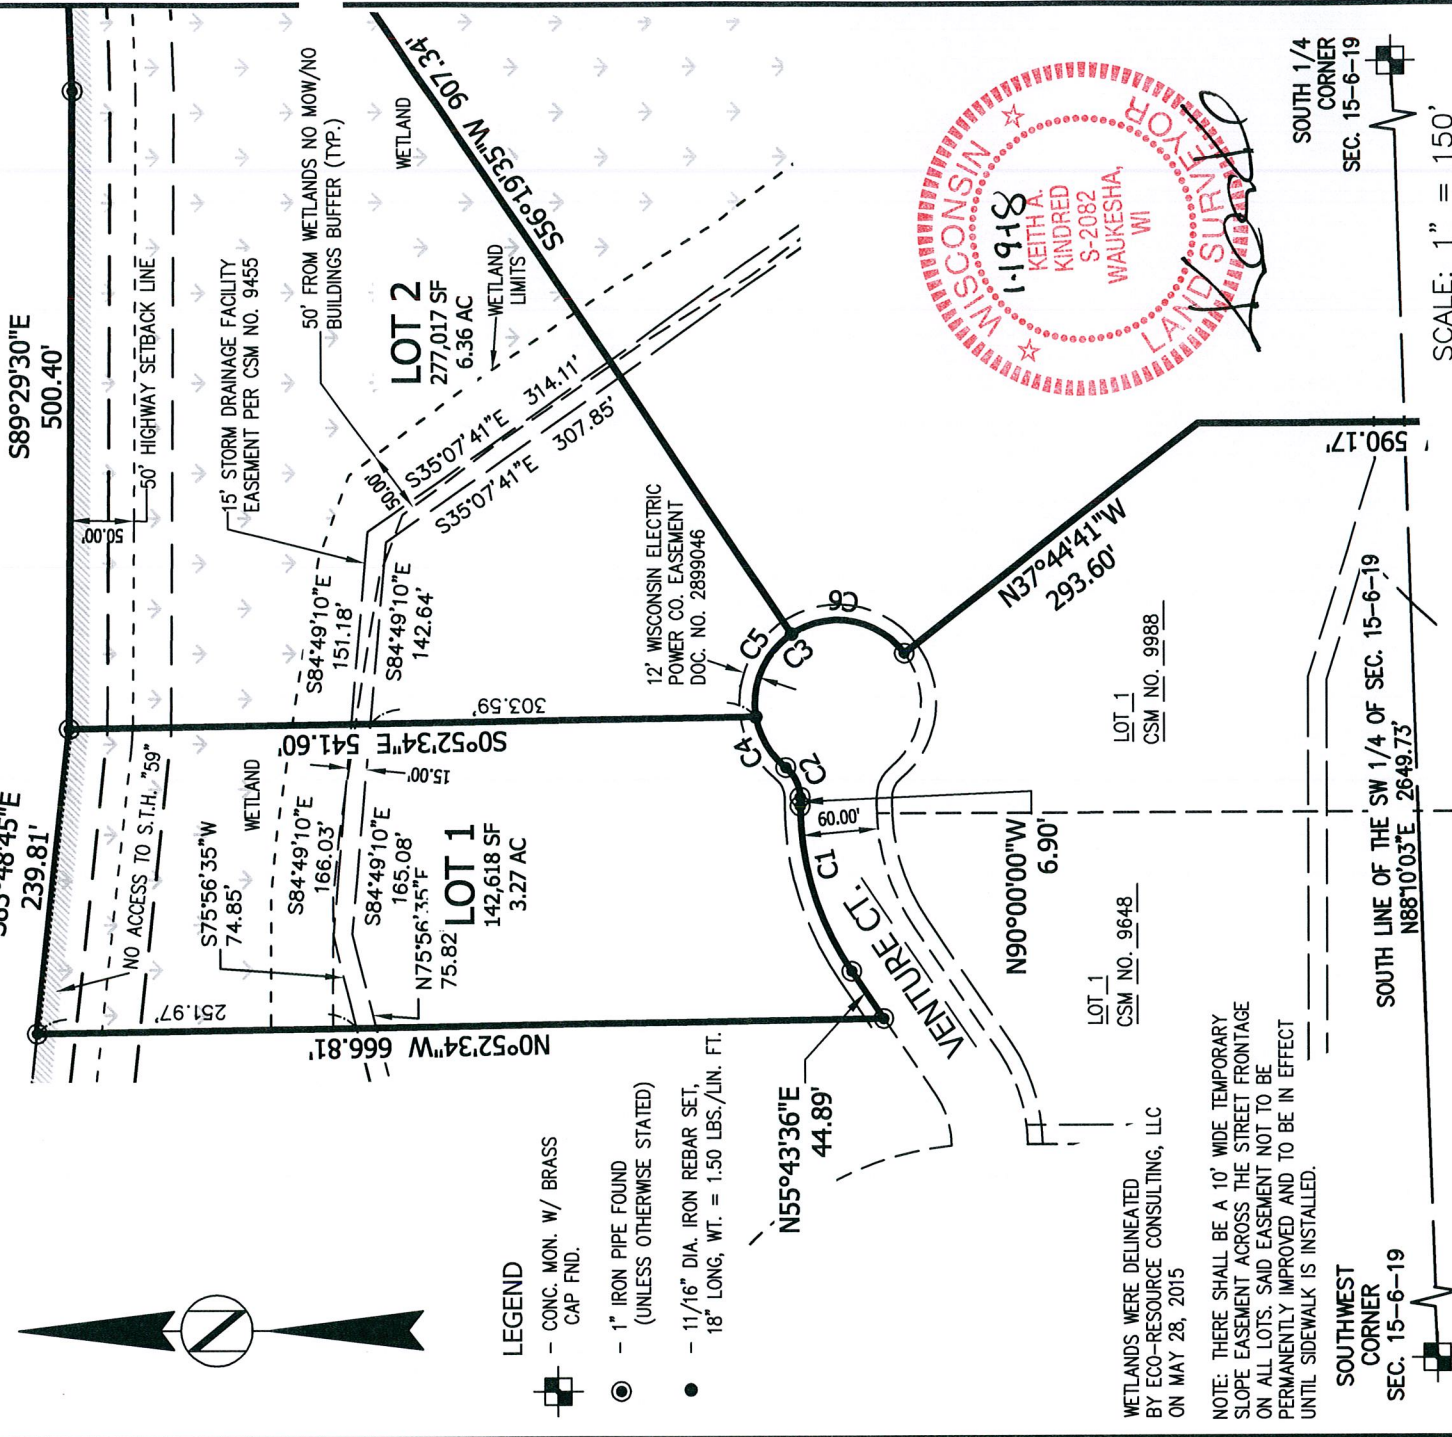 S89°29'30"E
500.40'
239.81'
50' HIGHWAY SETBACK LINE
50.00'
NO ACCESS TO S.T.H. "59"
15' STORM DRAINAGE FACILITY
EASEMENT PER CSM NO. 9455
50' FROM WETLANDS NO MOW/NO
BUILDINGS BUFFER (TYP.)
WETLAND
S56°19'35"W 907.34'
LOT 2
277,017 SF
6.36 AC
WETLAND
LIMITS
50.00'
S35°07'41"E 314.11'
S35°07'41"E 307.85'
S84°49'10"E
151.18'
S84°49'10"E
142.64'
303.59'
S0°52'34"E 541.60'
15.00'
WETLAND
S75°56'35"W
74.85'
S84°49'10"E
166.03'
S84°49'10"E
165.08'
N75°56'35"E
75.82'
LOT 1
142,618 SF
3.27 AC
251.97'
N0°52'34"W 666.81'
12' WISCONSIN ELECTRIC
POWER CO. EASEMENT
DOC. NO. 2899046
C5
C3
C6
C4
C2
C1
60.00'
VENTURE CT.
N55°43'36"E
44.89'
N90°00'00"W
6.90'
N37°44'41"W
293.60'
590.17'
LOT 1
CSM NO. 9988
LOT 1
CSM NO. 9648
SOUTH LINE OF THE SW 1/4 OF SEC. 15-6-19
N88°10'03"E 2649.73'
SOUTH 1/4
CORNER
SEC. 15-6-19
SOUTHWEST
CORNER
SEC. 15-6-19
SCALE: 1" = 150'
WISCONSIN
KEITH A.
KINDRED
S-2082
WAUKESHA,
WI
LAND SURVEYOR
N
LEGEND
- CONC. MON. W/ BRASS
CAP FND.
- 1" IRON PIPE FOUND
(UNLESS OTHERWISE STATED)
- 11/16" DIA. IRON REBAR SET,
18" LONG, WT. = 1.50 LBS./LIN. FT.
WETLANDS WERE DELINEATED
BY ECO-RESOURCE CONSULTING, LLC
ON MAY 28, 2015
NOTE: THERE SHALL BE A 10' WIDE TEMPORARY
SLOPE EASEMENT ACROSS THE STREET FRONTAGE
ON ALL LOTS. SAID EASEMENT NOT TO BE
PERMANENTLY IMPROVED AND TO BE IN EFFECT
UNTIL SIDEWALK IS INSTALLED.